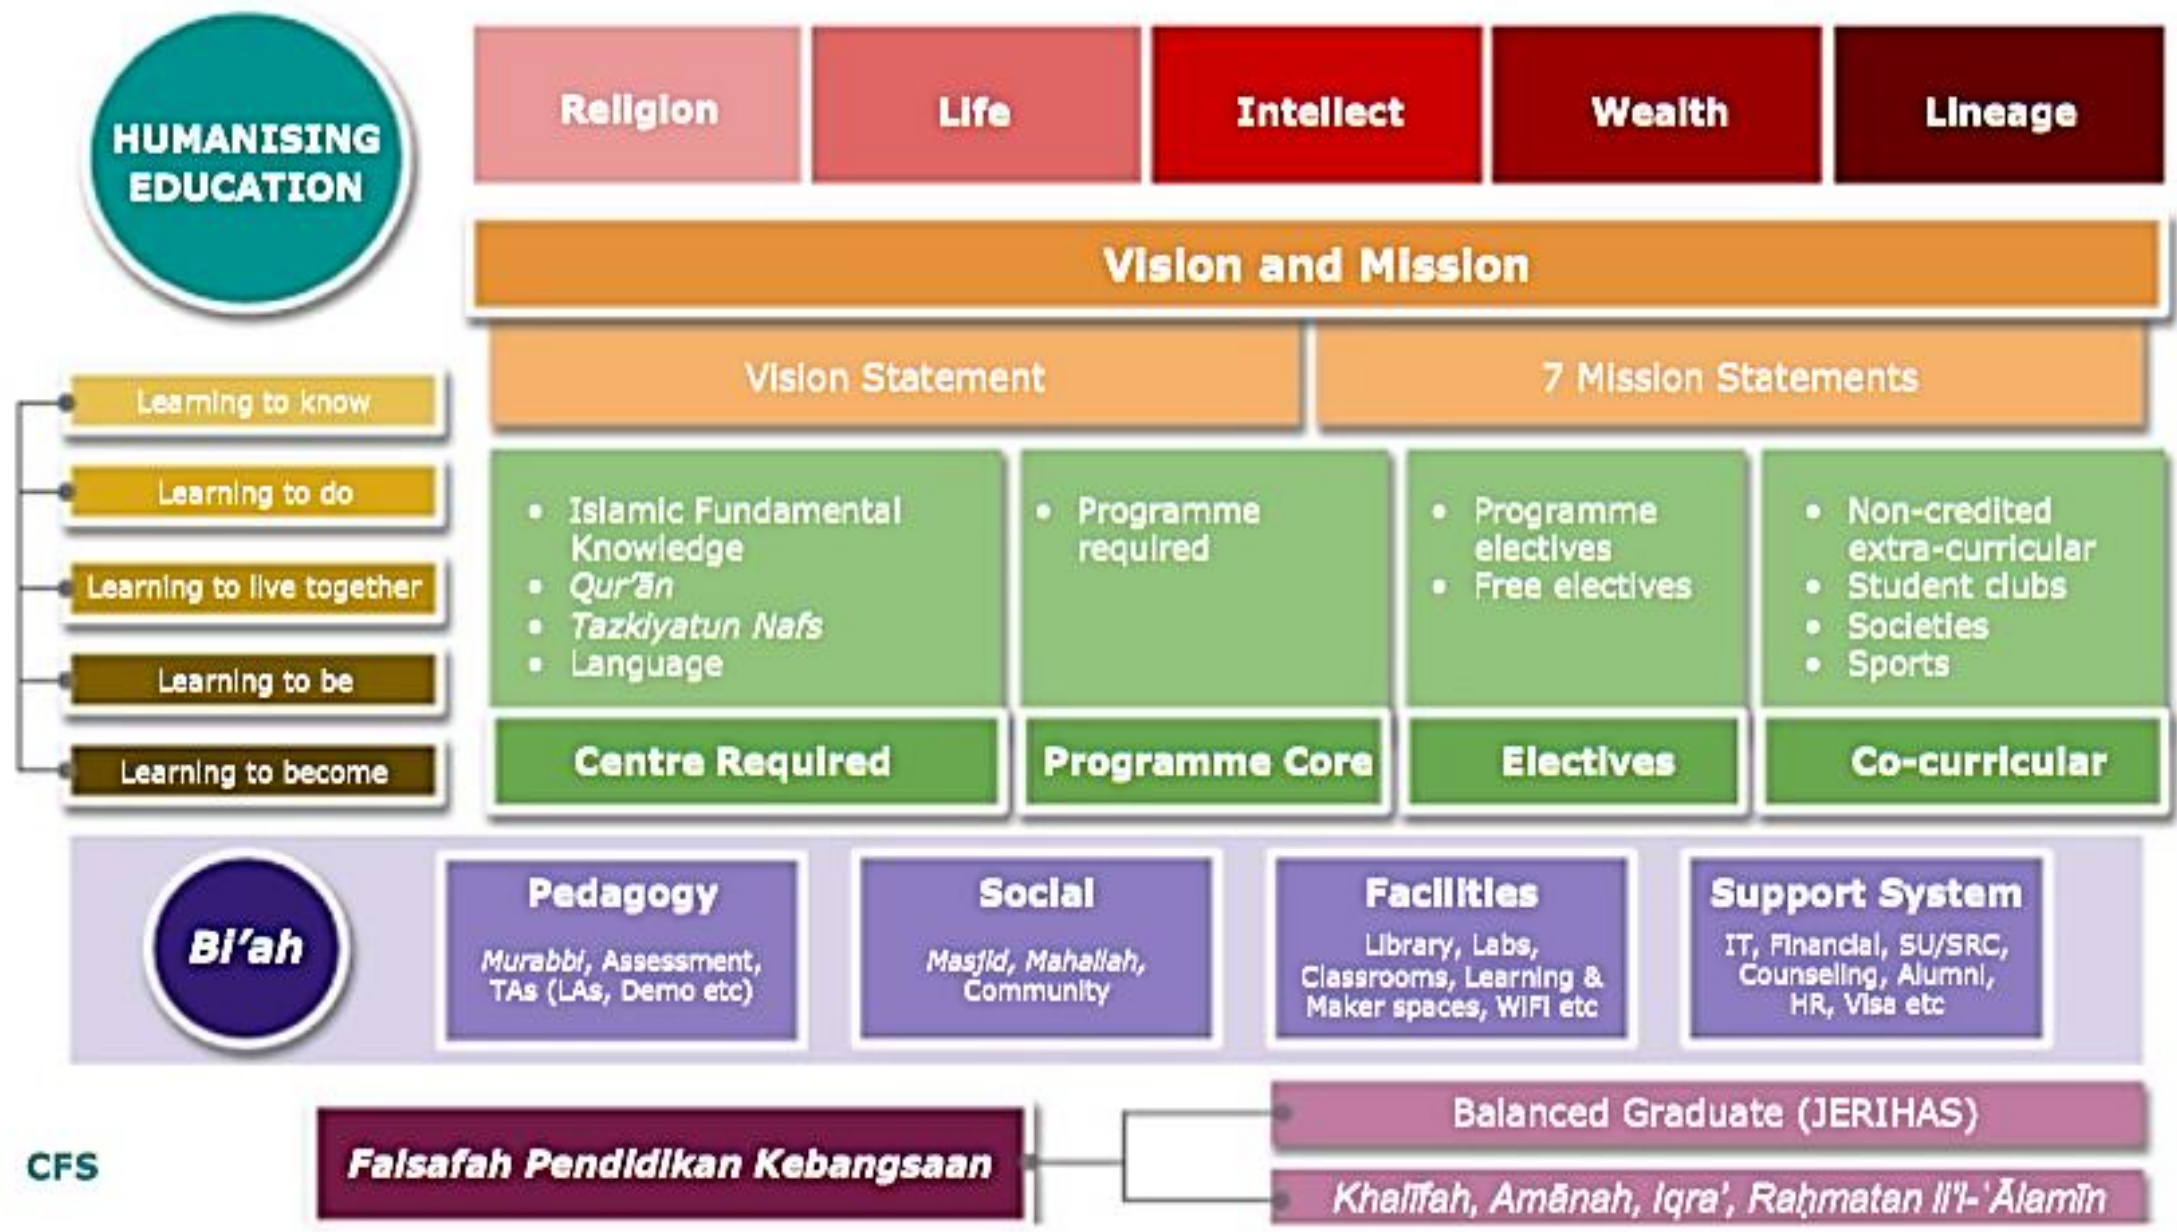 HUMANISING
EDUCATION
Religion
Life
Intellect
Wealth
Lineage
Vision and Mission
Vision Statement
7 Mission Statements
Learning to know
Learning to do
Learning to live together
Learning to be
Learning to become
• Islamic Fundamental
Knowledge
• Qur'ān
• Tazkiyatun Nafs
• Language
Centre Required
• Programme
required
Programme Core
• Programme
electives
• Free electives
Electives
• Non-credited
extra-curricular
• Student clubs
• Societies
• Sports
Co-curricular
Bi'ah
Pedagogy
Murabbi, Assessment,
TAs (LAs, Demo etc)
Social
Masjid, Mahallah,
Community
Facilities
Library, Labs,
Classrooms, Learning &
Maker spaces, WIFI etc
Support System
IT, Financial, SU/SRC,
Counseling, Alumni,
HR, Visa etc
CFS
Falsafah Pendidikan Kebangsaan
Balanced Graduate (JERIHAS)
Khalīfah, Amānah, Iqra', Raḥmatan li'l-ʿĀlamīn